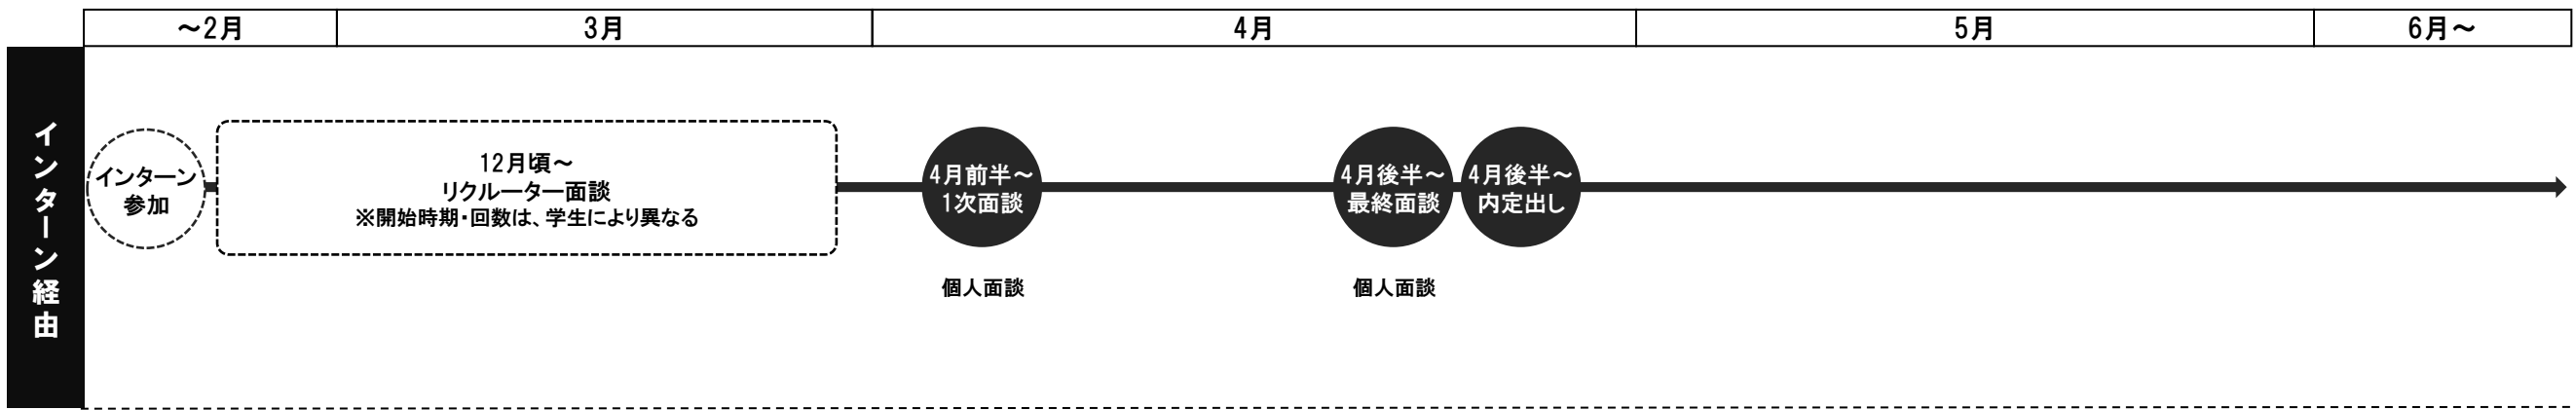 ～2月
3月
4月
5月
6月～
インターン経由
インターン
参加
12月頃～
リクルーター面談
※開始時期・回数は、学生により異なる
4月前半～
1次面談
個人面談
4月後半～
最終面談
個人面談
4月後半～
内定出し